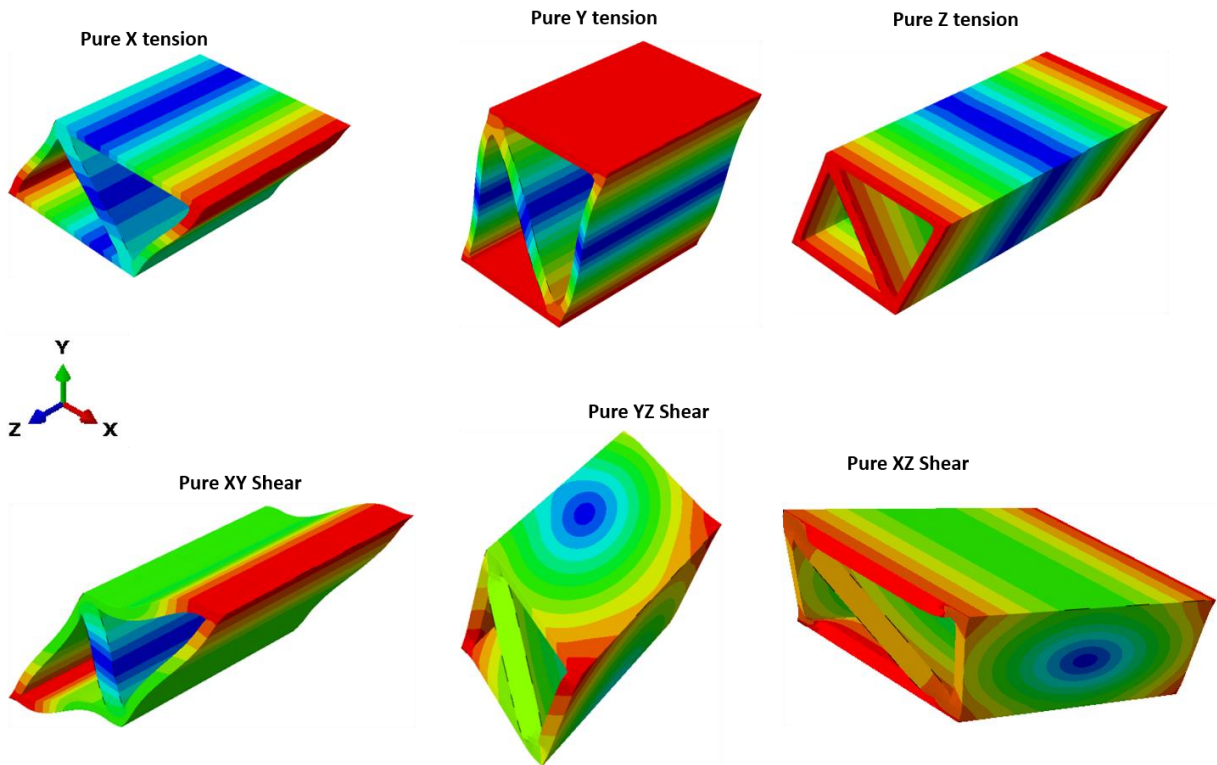 Pure X tension
Pure Y tension
Pure Z tension
Y
Z
X
Pure XY Shear
Pure YZ Shear
Pure XZ Shear